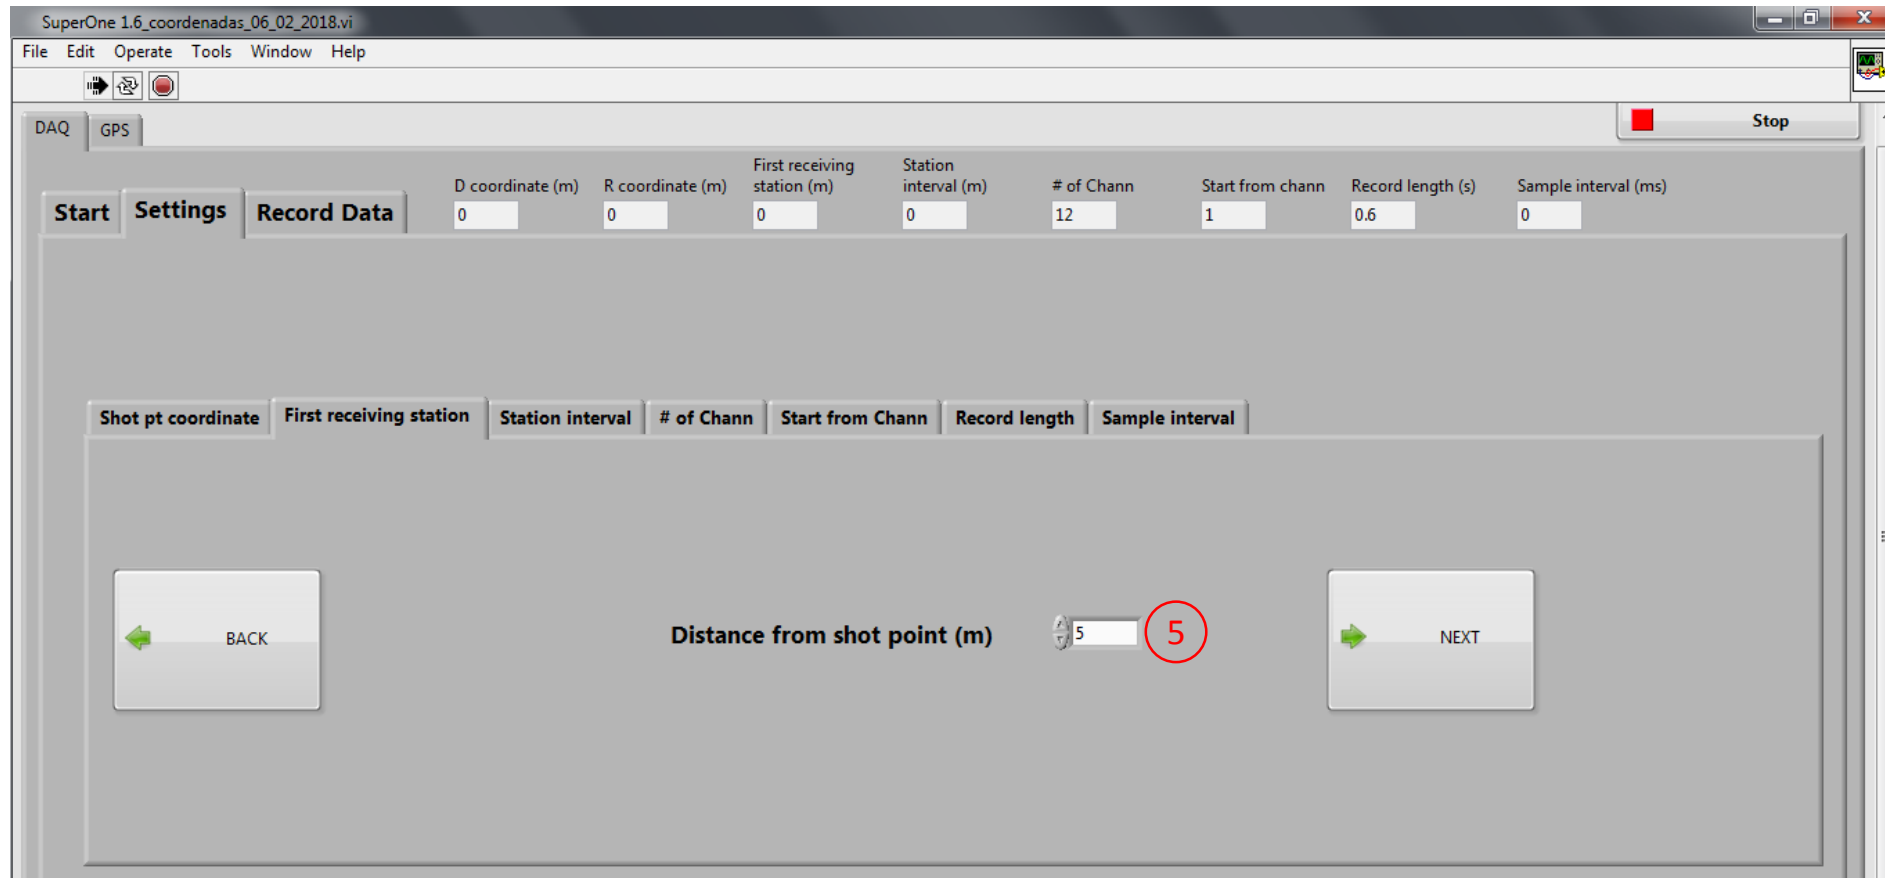 SuperOne 1.6_coordenadas_06_02_2018.vi
File Edit Operate Tools Window Help
DAQ GPS
Stop
Start Settings Record Data
D coordinate (m)
0
R coordinate (m)
0
First receiving
station (m)
0
Station
interval (m)
0
# of Chann
12
Start from chann
1
Record length (s)
0.6
Sample interval (ms)
0
Shot pt coordinate First receiving station Station interval # of Chann Start from Chann Record length Sample interval
BACK
Distance from shot point (m)
5
5
NEXT